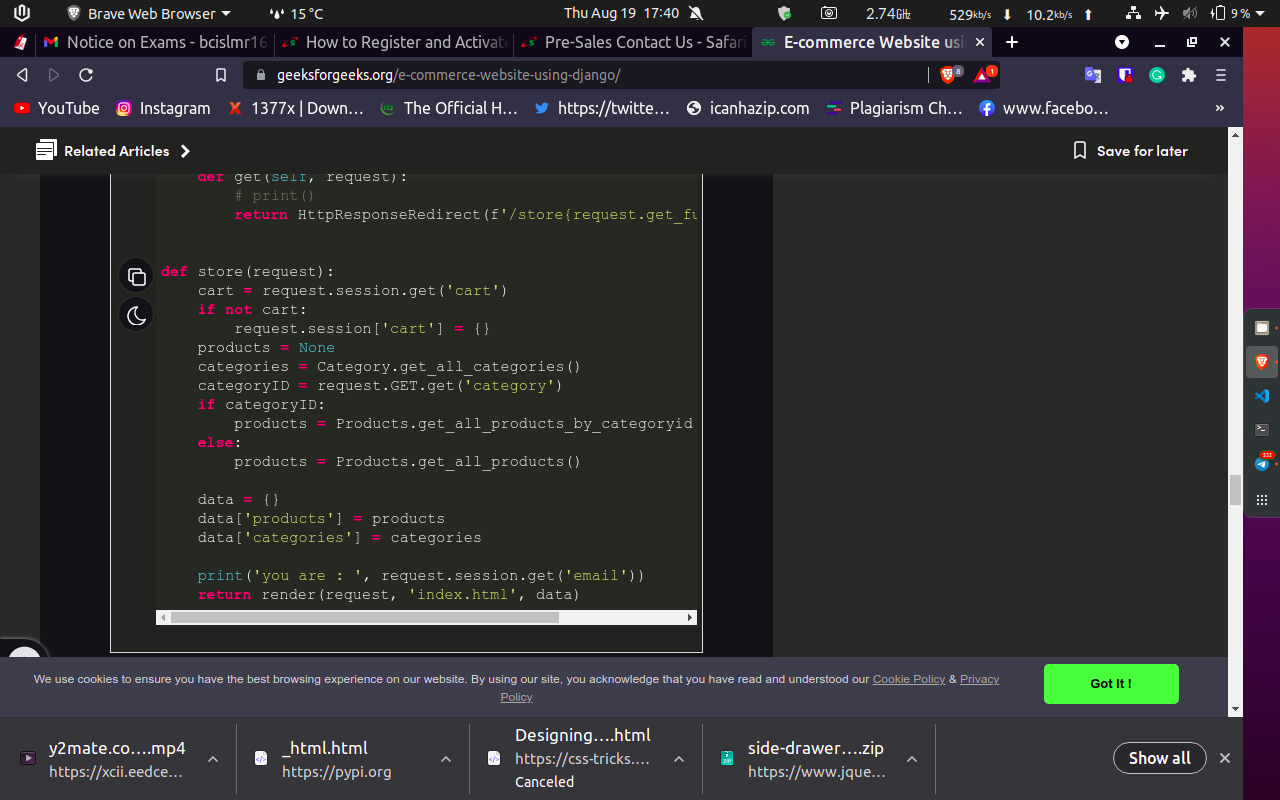 Brave Web Browser
15 °C
Thu Aug 19 17:40
2.74GHz
529kb/s
10.2kb/s
9 %
Notice on Exams - bcislmr16
How to Register and Activat
Pre-Sales Contact Us - Safari
E-commerce Website usi
geeksforgeeks.org/e-commerce-website-using-django/
8
1
YouTube
Instagram
1377x | Down…
The Official H…
https://twitte…
icanhazip.com
Plagiarism Ch…
www.facebo…
»
Related Articles
Save for later
def get(self, request):
# print()
return HttpResponseRedirect(f'/store{request.get_fu
def store(request):
cart = request.session.get('cart')
if not cart:
request.session['cart'] = {}
products = None
categories = Category.get_all_categories()
categoryID = request.GET.get('category')
if categoryID:
products = Products.get_all_products_by_categoryid
else:
products = Products.get_all_products()
data = {}
data['products'] = products
data['categories'] = categories
print('you are : ', request.session.get('email'))
return render(request, 'index.html', data)
532
We use cookies to ensure you have the best browsing experience on our website. By using our site, you acknowledge that you have read and understood our Cookie Policy & Privacy
Policy
Got It !
y2mate.co….mp4
https://xcii.eedce…
_html.html
https://pypi.org
Designing….html
https://css-tricks.…
Canceled
side-drawer….zip
https://www.jque…
Show all